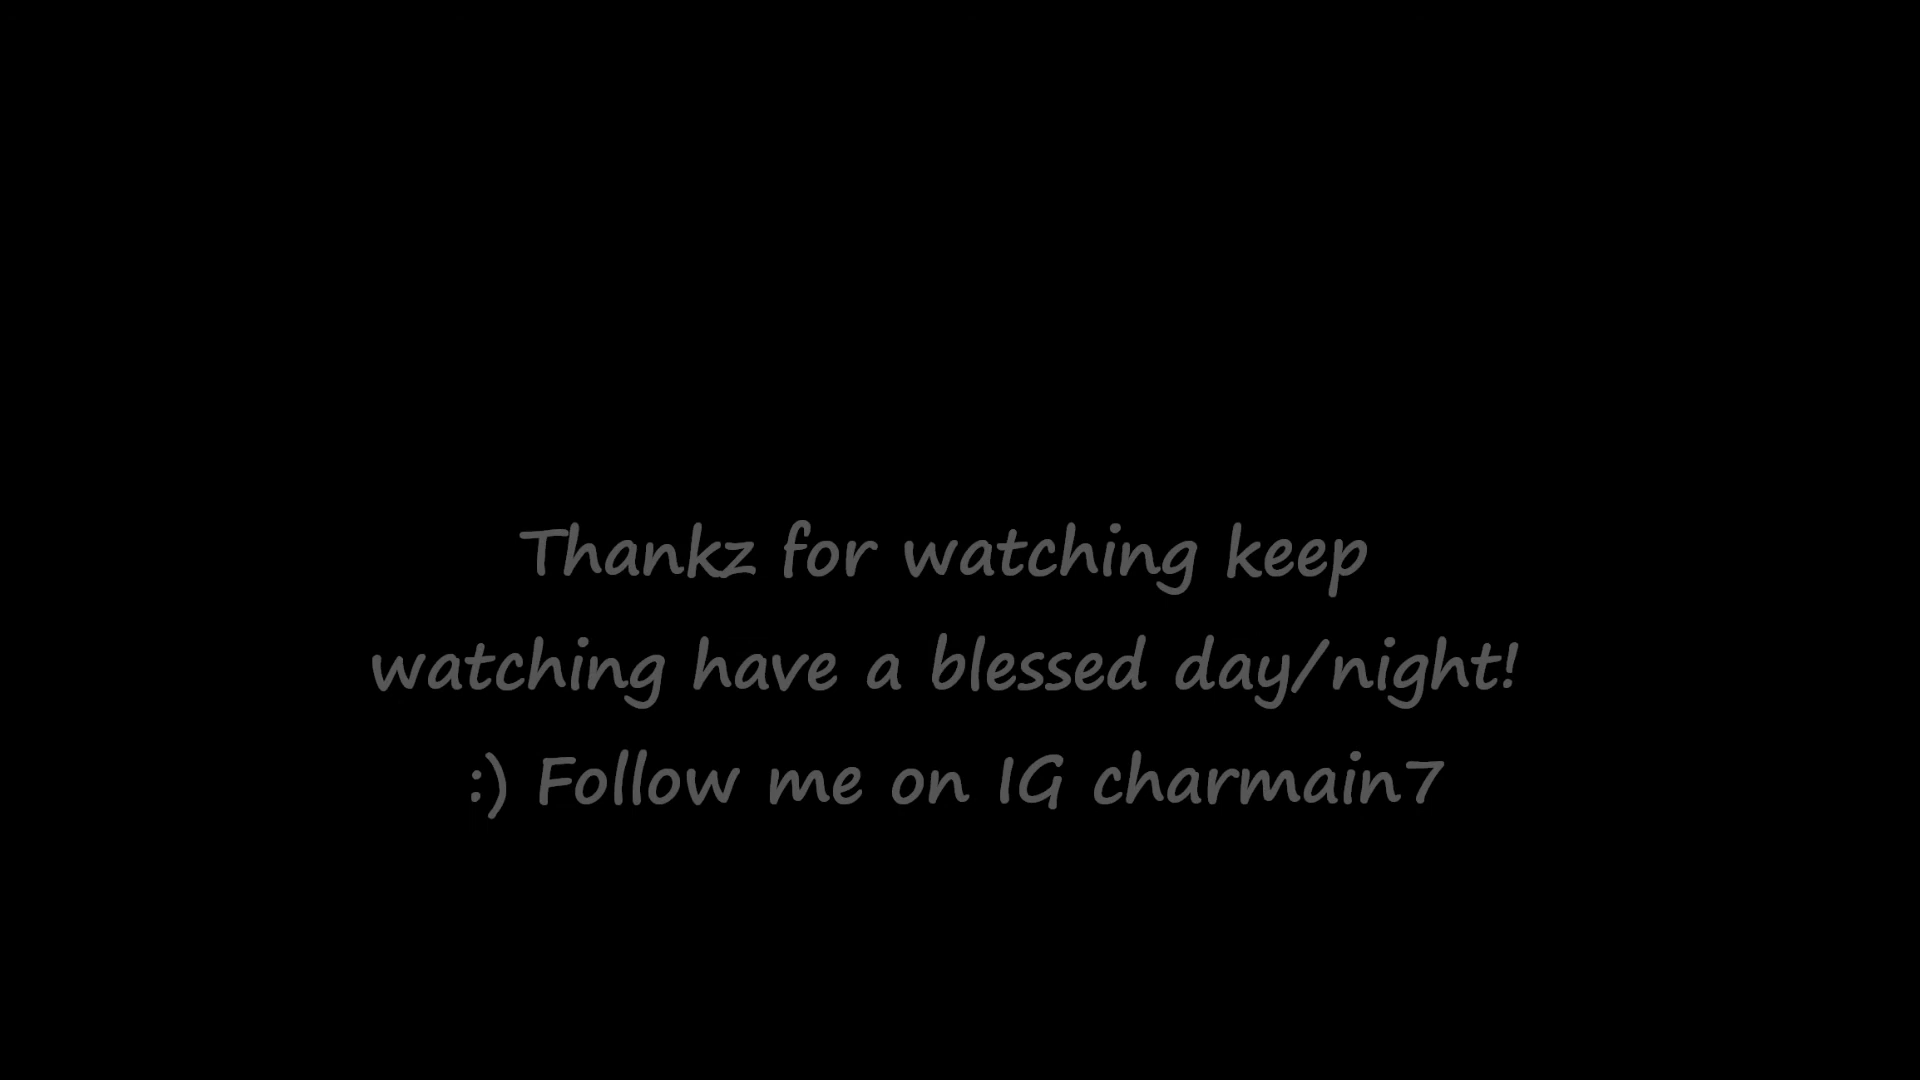 Thankz for watching keep
watching have a blessed day/night!
:) Follow me on IG charmain7